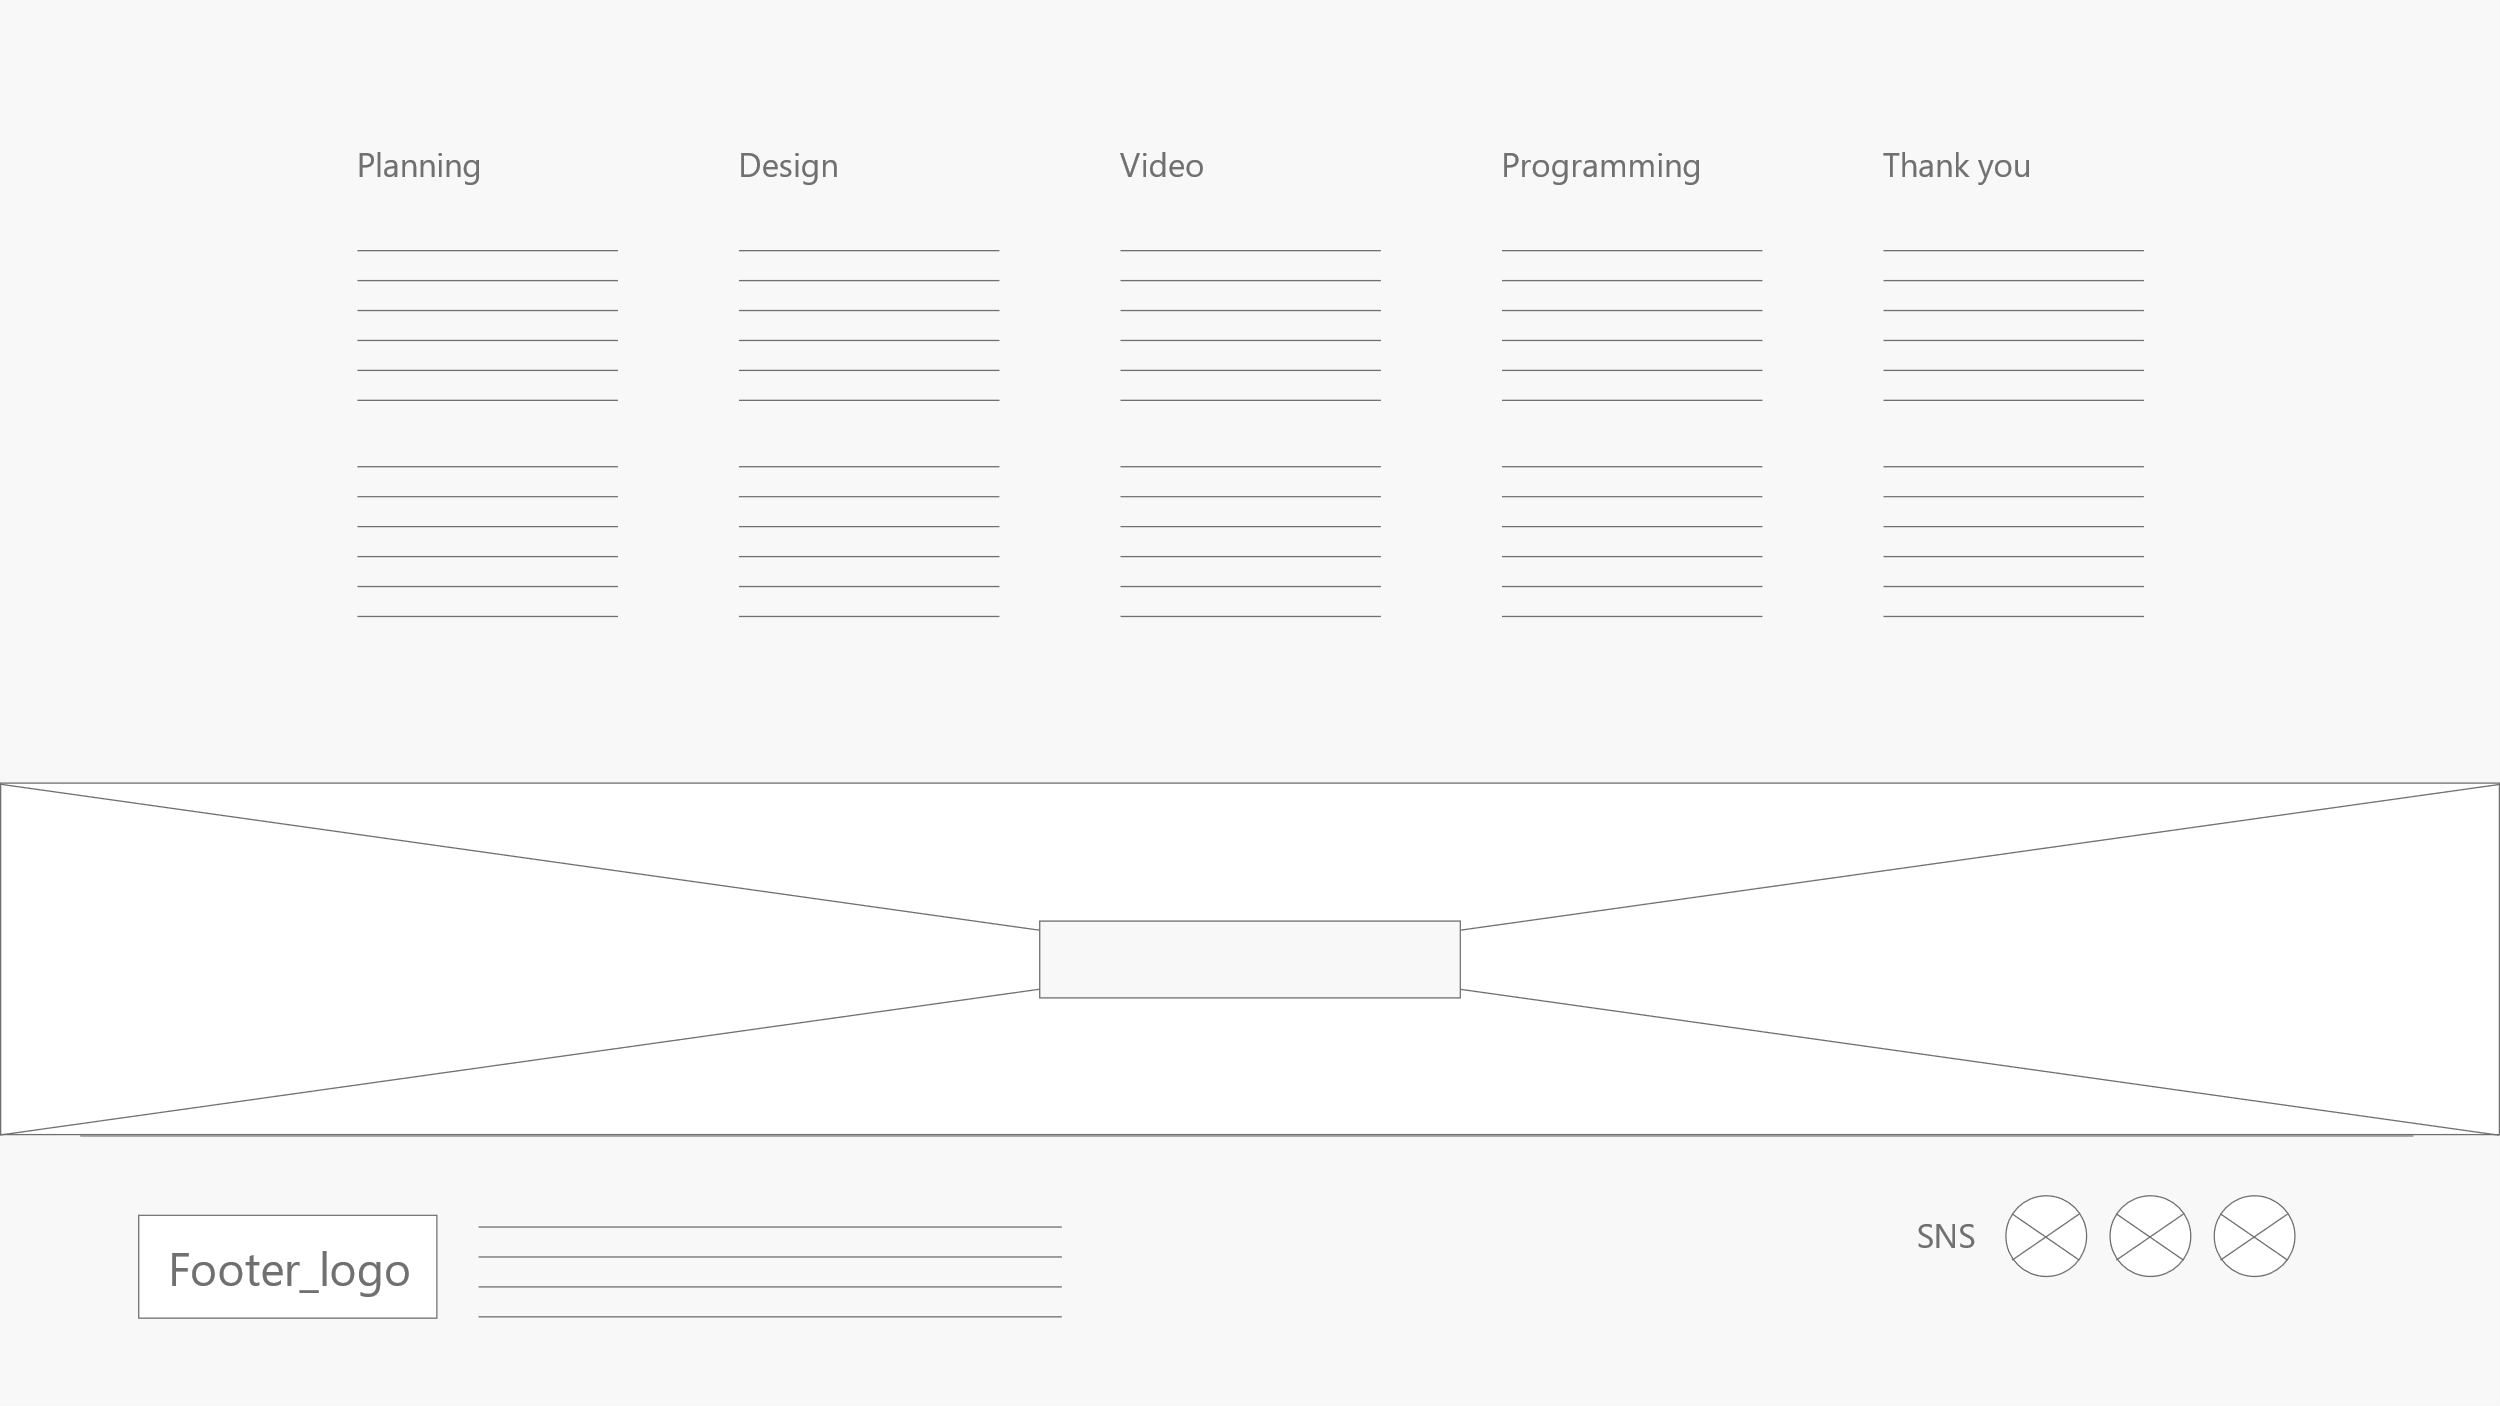 Planning
Design
Video
Programming
Thank you
Footer_logo
SNS